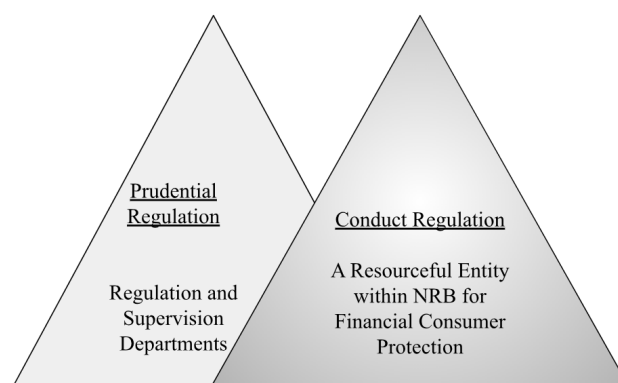 Prudential
Regulation
Regulation and
Supervision
Departments
Conduct Regulation
A Resourceful Entity
within NRB for
Financial Consumer
Protection